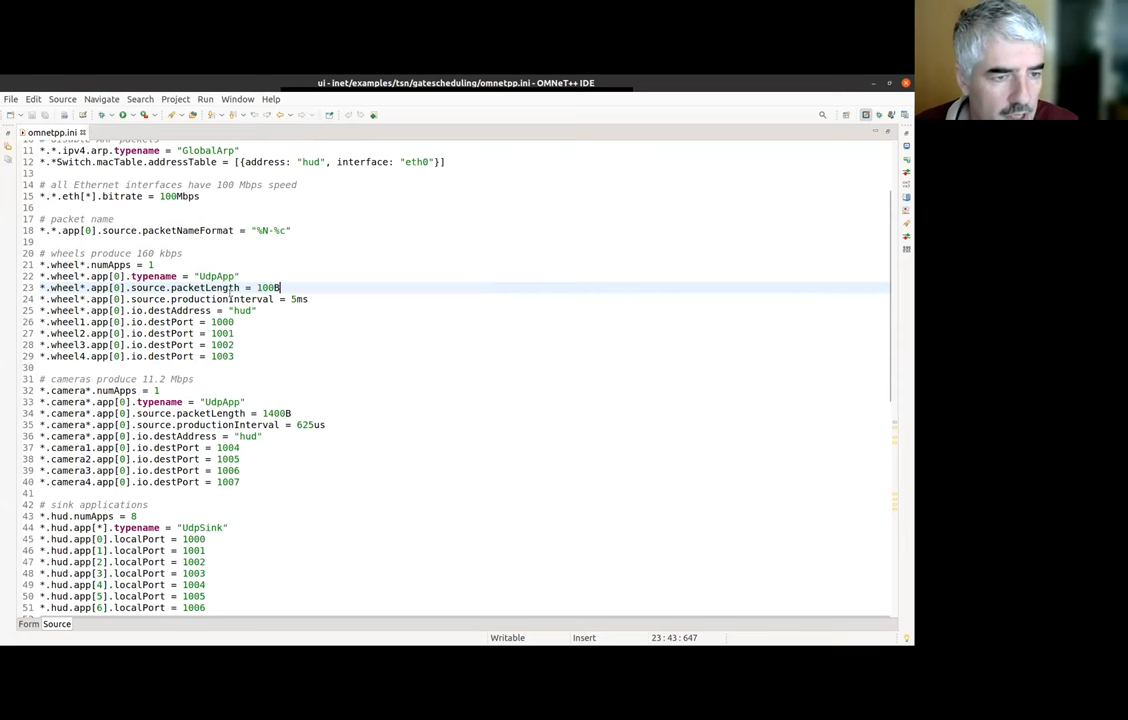 ui - inet/examples/tsn/gatescheduling/omnetpp.ini - OMNeT++ IDE
File Edit Source Navigate Search Project Run Window Help
omnetpp.ini
11 *.*.ipv4.arp.typename = "GlobalArp"
12 *.*Switch.macTable.addressTable = [{address: "hud", interface: "eth0"}]
13
14 # all Ethernet interfaces have 100 Mbps speed
15 *.*.eth[*].bitrate = 100Mbps
16
17 # packet name
18 *.*.app[0].source.packetNameFormat = "%N-%c"
19
20 # wheels produce 160 kbps
21 *.wheel*.numApps = 1
22 *.wheel*.app[0].typename = "UdpApp"
23 *.wheel*.app[0].source.packetLength = 100B
24 *.wheel*.app[0].source.productionInterval = 5ms
25 *.wheel*.app[0].io.destAddress = "hud"
26 *.wheel1.app[0].io.destPort = 1000
27 *.wheel2.app[0].io.destPort = 1001
28 *.wheel3.app[0].io.destPort = 1002
29 *.wheel4.app[0].io.destPort = 1003
30
31 # cameras produce 11.2 Mbps
32 *.camera*.numApps = 1
33 *.camera*.app[0].typename = "UdpApp"
34 *.camera*.app[0].source.packetLength = 1400B
35 *.camera*.app[0].source.productionInterval = 625us
36 *.camera*.app[0].io.destAddress = "hud"
37 *.camera1.app[0].io.destPort = 1004
38 *.camera2.app[0].io.destPort = 1005
39 *.camera3.app[0].io.destPort = 1006
40 *.camera4.app[0].io.destPort = 1007
41
42 # sink applications
43 *.hud.numApps = 8
44 *.hud.app[*].typename = "UdpSink"
45 *.hud.app[0].localPort = 1000
46 *.hud.app[1].localPort = 1001
47 *.hud.app[2].localPort = 1002
48 *.hud.app[3].localPort = 1003
49 *.hud.app[4].localPort = 1004
50 *.hud.app[5].localPort = 1005
51 *.hud.app[6].localPort = 1006
Form Source
Writable Insert 23 : 43 : 647